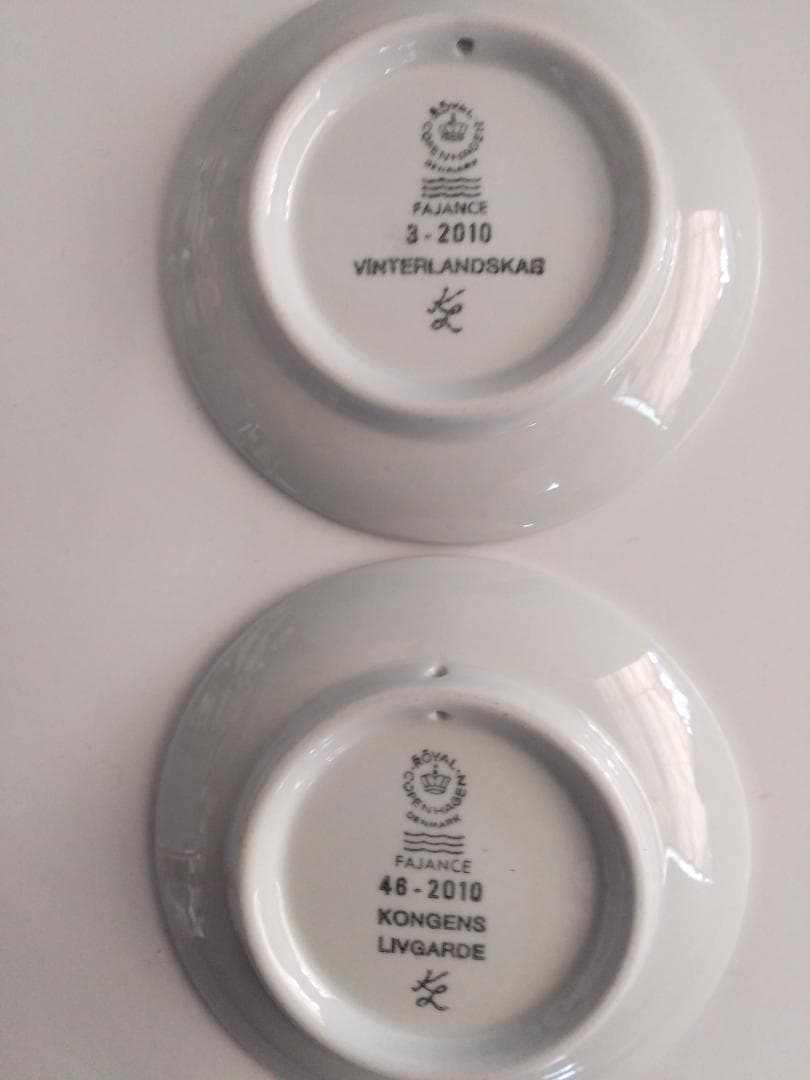 ROYAL
COPENHAGEN
DENMARK
FAJANCE
3-2010
VINTERLANDSKAB
KL
ROYAL
COPENHAGEN
DENMARK
FAJANCE
46-2010
KONGENS
LIVGARDE
KL